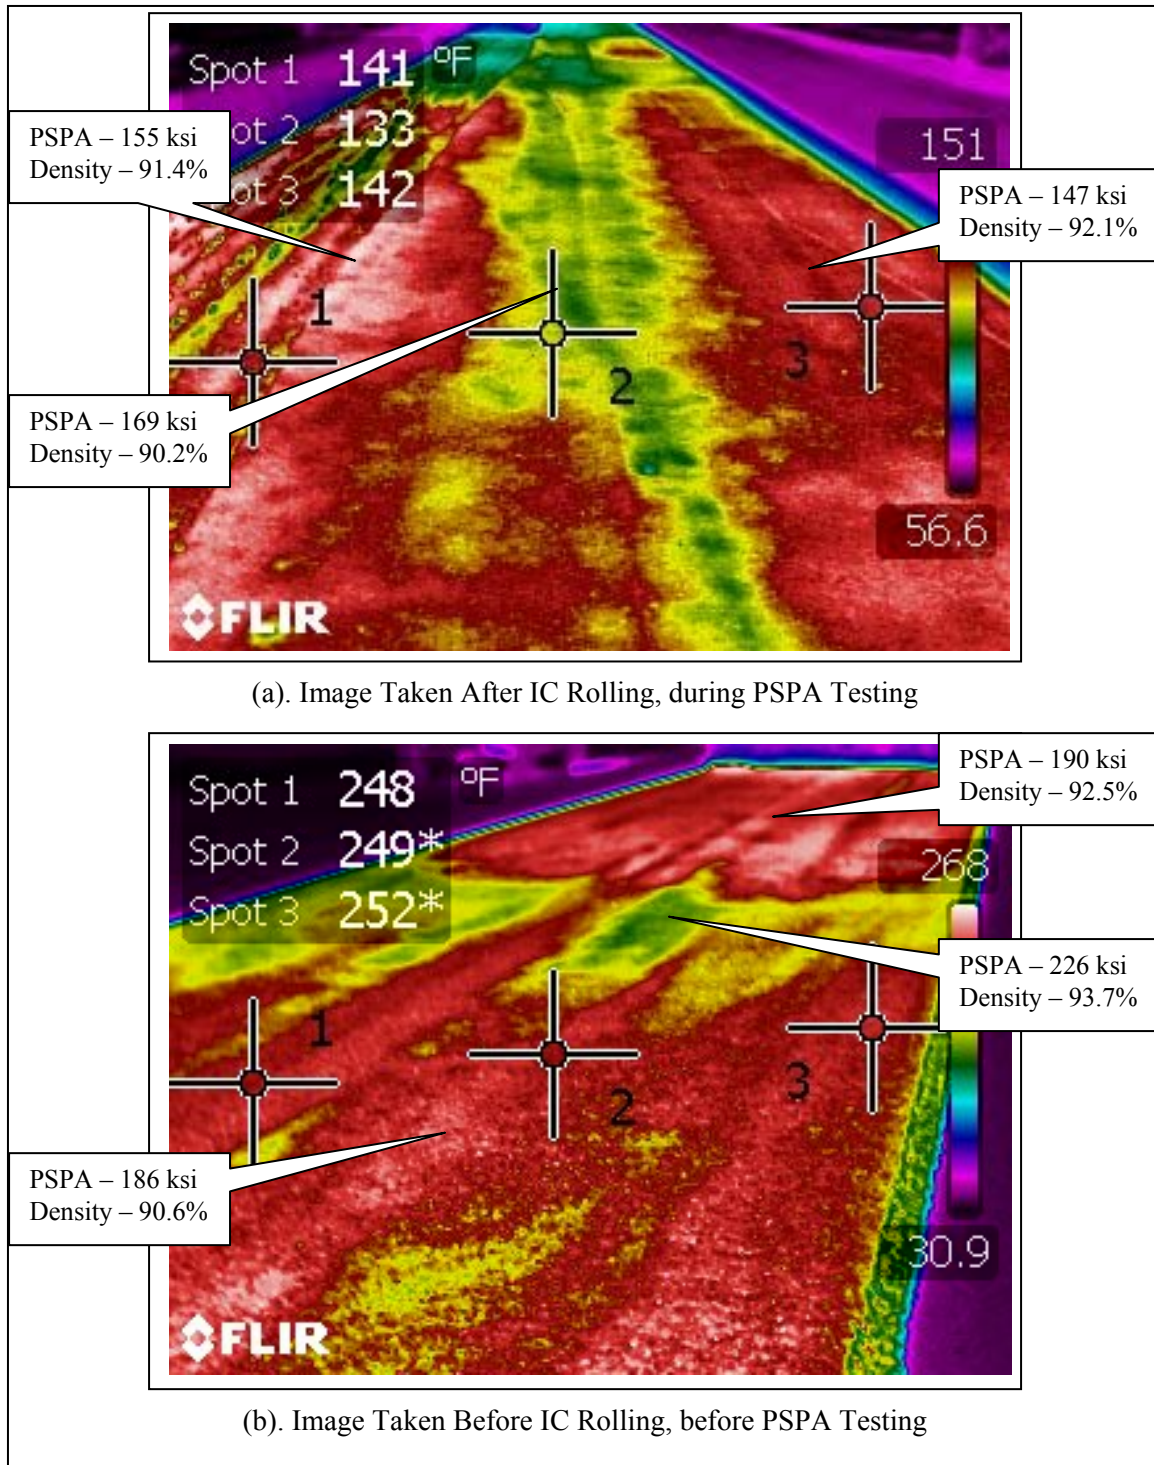 Spot 1 141 °F
pot 2 133
ot 3 142
151
PSPA – 155 ksi
Density – 91.4%
PSPA – 147 ksi
Density – 92.1%
1
2
3
PSPA – 169 ksi
Density – 90.2%
56.6
FLIR
(a). Image Taken After IC Rolling, during PSPA Testing
Spot 1 248 °F
Spot 2 249*
Spot 3 252*
PSPA – 190 ksi
Density – 92.5%
268
PSPA – 226 ksi
Density – 93.7%
1
2
3
PSPA – 186 ksi
Density – 90.6%
30.9
FLIR
(b). Image Taken Before IC Rolling, before PSPA Testing